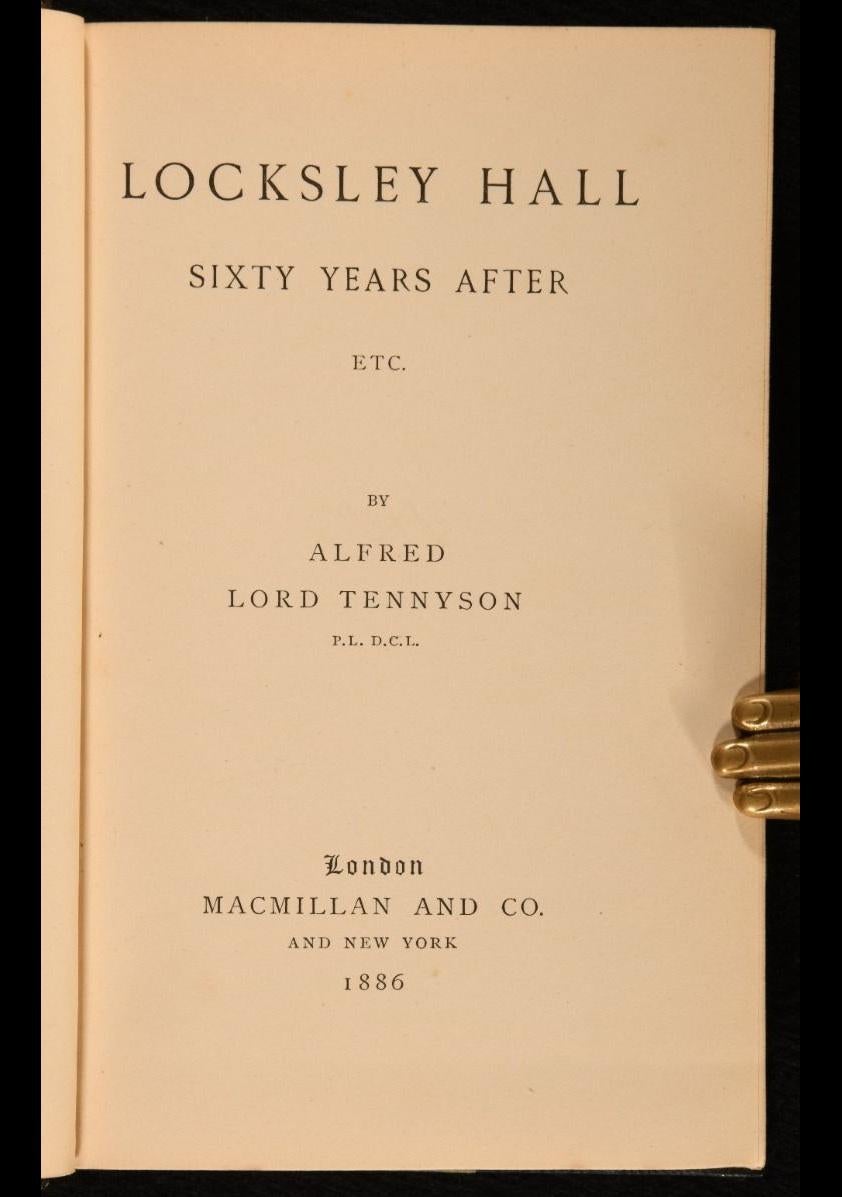 LOCKSLEY HALL
SIXTY YEARS AFTER
ETC.
BY
ALFRED
LORD TENNYSON
P.L. D.C.L.
London
MACMILLAN AND CO.
AND NEW YORK
1886